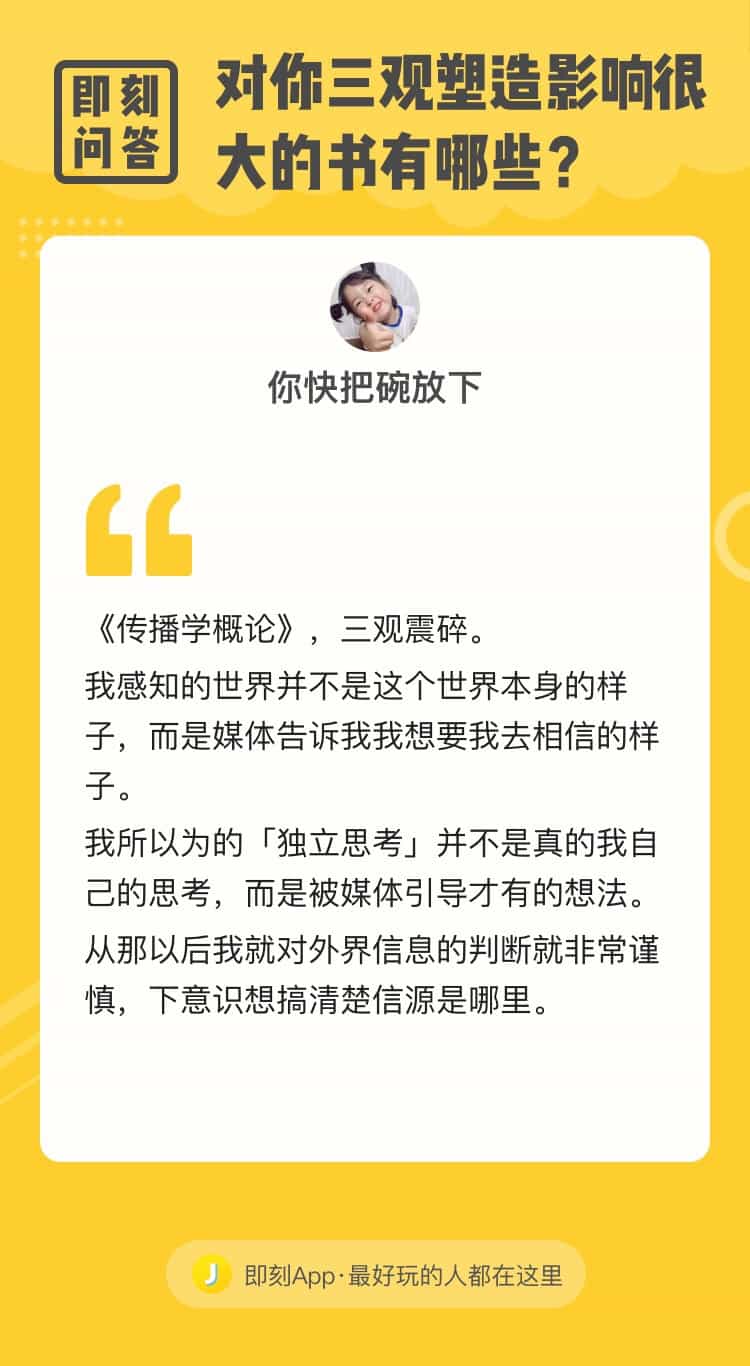 即刻
问答
对你三观塑造影响很
大的书有哪些？
你快把碗放下
《传播学概论》，三观震碎。
我感知的世界并不是这个世界本身的样
子，而是媒体告诉我我想要我去相信的样
子。
我所以为的「独立思考」并不是真的我自
己的思考，而是被媒体引导才有的想法。
从那以后我就对外界信息的判断就非常谨
慎，下意识想搞清楚信源是哪里。
J 即刻App·最好玩的人都在这里